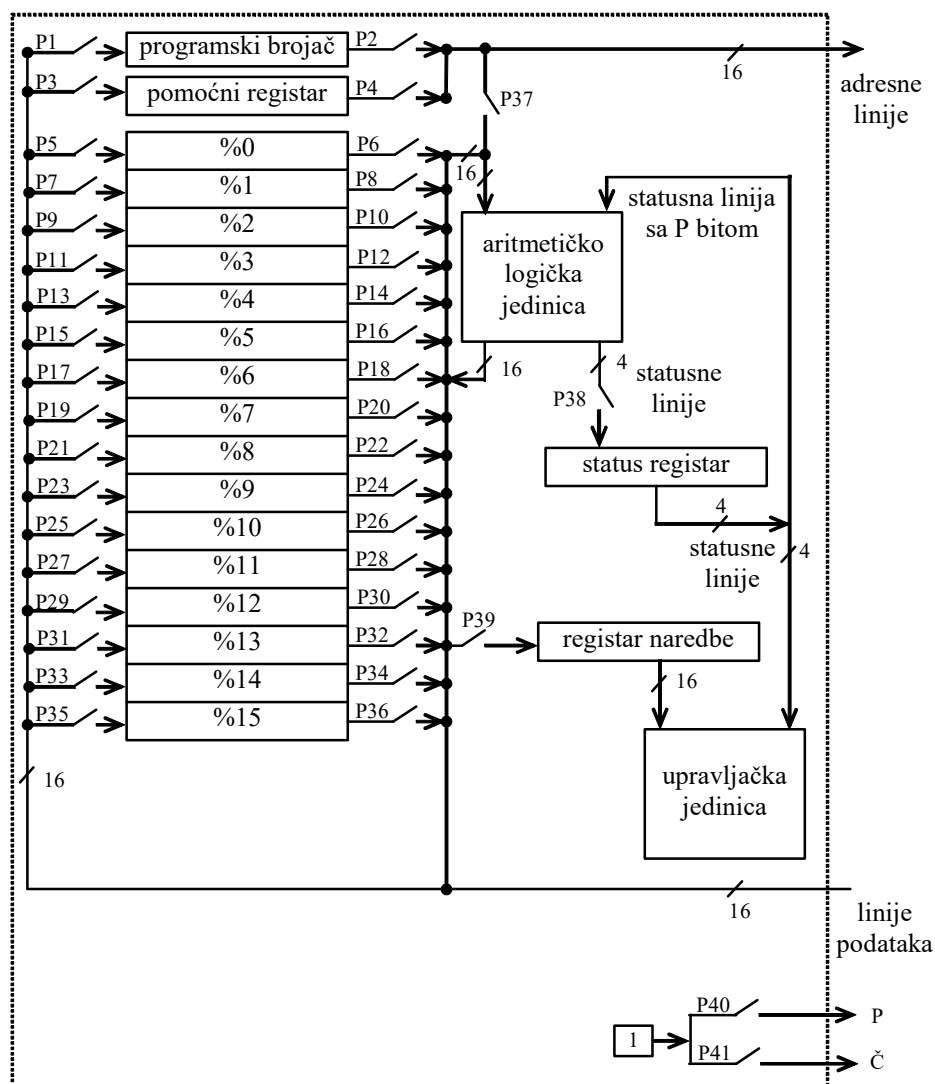 P1 programski brojač P2
16
P3 pomoćni registar P4
adresne
linije
P37
P5 %0 P6
16
P7 %1 P8
statusna linija
sa P bitom
P9 %2 P10
aritmetičko
logička
jedinica
P11 %3 P12
P13 %4 P14
P15 %5 P16
16
4
P17 %6 P18
statusne
linije
P38
P19 %7 P20
P21 %8 P22
status registar
P23 %9 P24
4
P25 %10 P26
statusne
linije
4
P27 %11 P28
P29 %12 P30
P39
P31 %13 P32
registar naredbe
P33 %14 P34
16
P35 %15 P36
16
upravljačka
jedinica
16
linije
podataka
P40
P
1
P41
Č